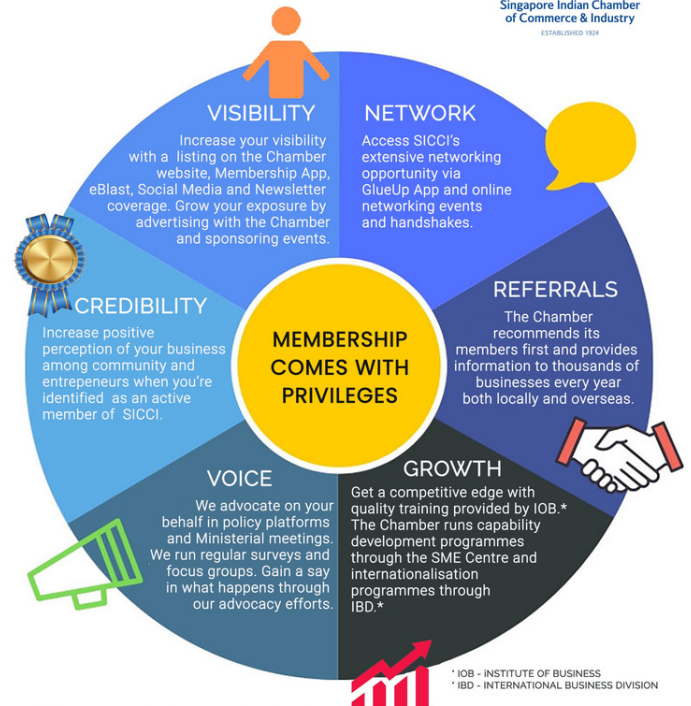 Singapore Indian Chamber
of Commerce & Industry
ESTABLISHED 1924
VISIBILITY
Increase your visibility
with a listing on the Chamber
website, Membership App,
eBlast, Social Media and Newsletter
coverage. Grow your exposure by
advertising with the Chamber
and sponsoring events.
NETWORK
Access SICCI's
extensive networking
opportunity via
GlueUp App and online
networking events
and handshakes.
REFERRALS
The Chamber
recommends its
members first and provides
information to thousands of
businesses every year
both locally and overseas.
CREDIBILITY
Increase positive
perception of your business
among community and
entrepeneurs when you're
identified as an active
member of SICCI.
MEMBERSHIP
COMES WITH
PRIVILEGES
VOICE
We advocate on your
behalf in policy platforms
and Ministerial meetings.
We run regular surveys and
focus groups. Gain a say
in what happens through
our advocacy efforts.
GROWTH
Get a competitive edge with
quality training provided by IOB.*
The Chamber runs capability
development programmes
through the SME Centre and
internationalisation
programmes through
IBD.*
* IOB - iNSTITUTE OF BUSINESS
* IBD - INTERNATIONAL BUSINESS DIVISION